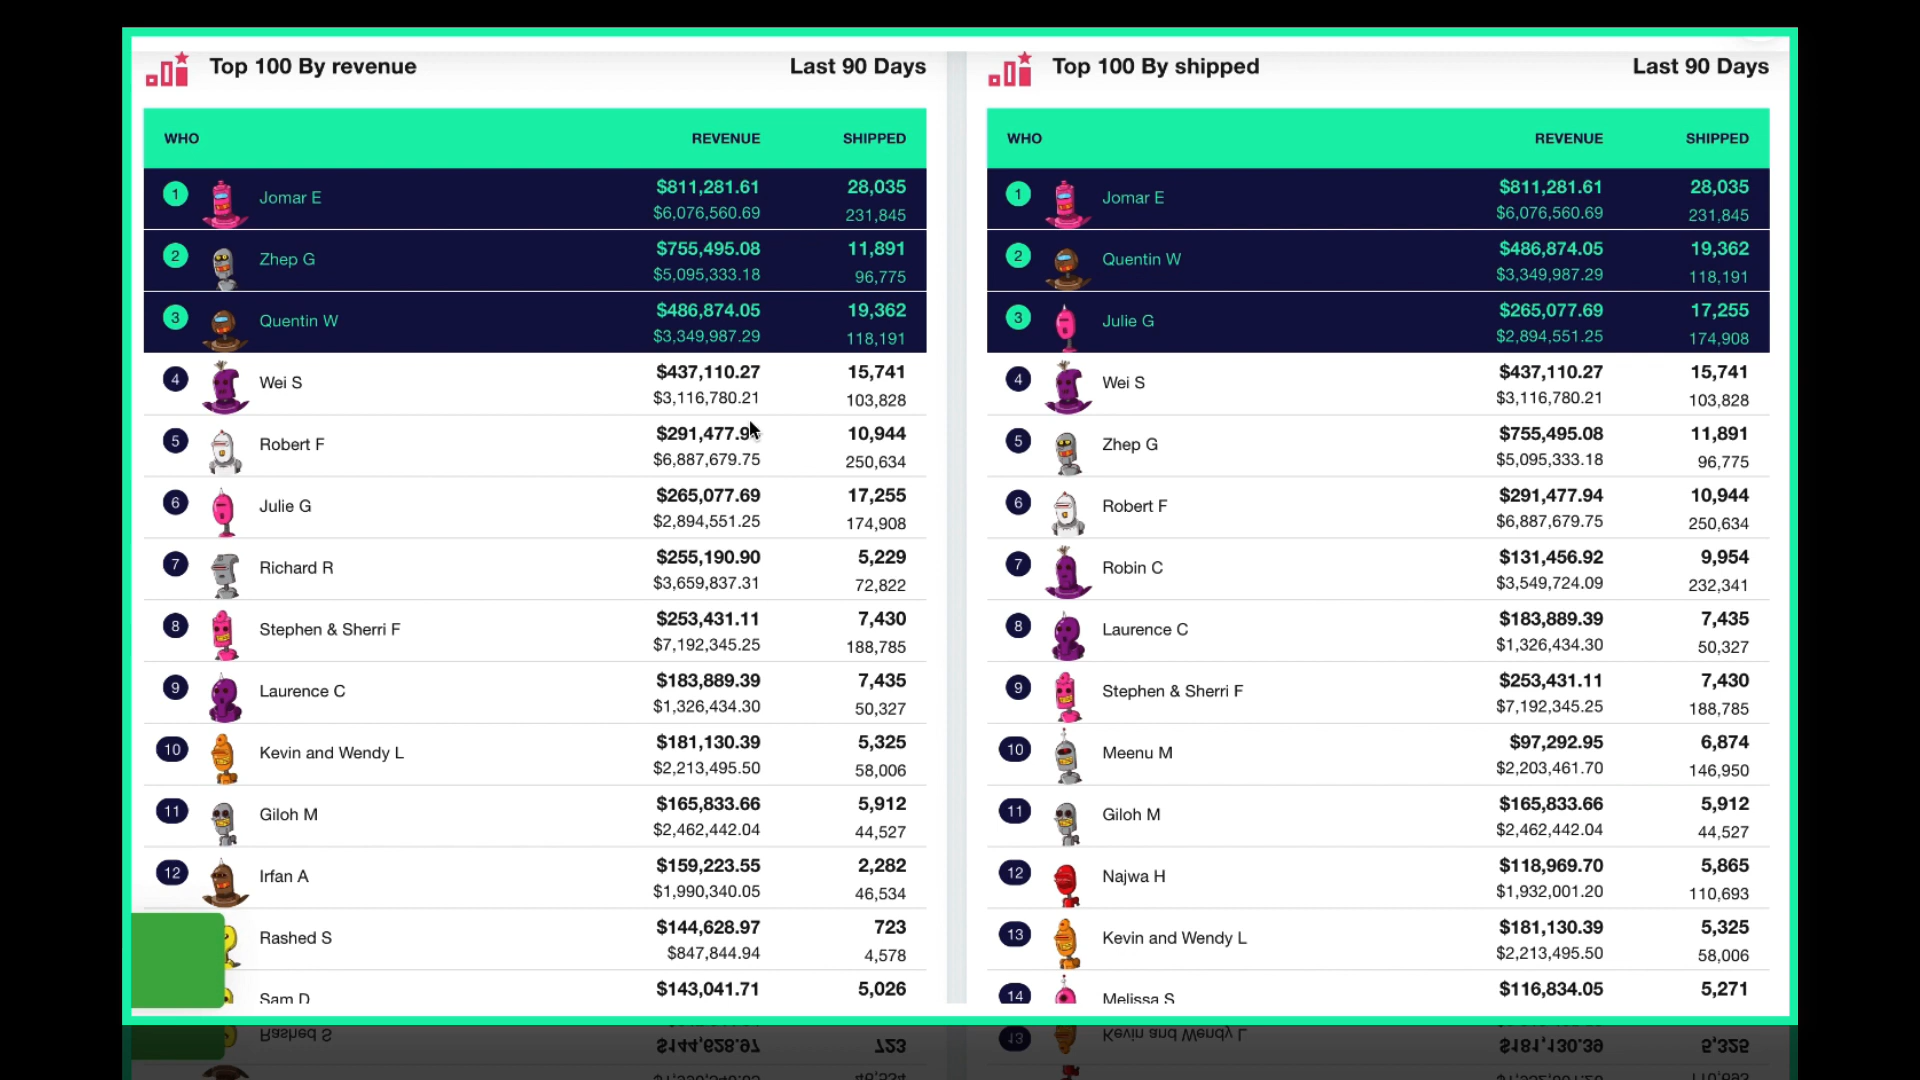 Top 100 By revenue Last 90 Days
WHO REVENUE SHIPPED
1 Jomar E $811,281.61 28,035
$6,076,560.69 231,845
2 Zhep G $755,495.08 11,891
$5,095,333.18 96,775
3 Quentin W $486,874.05 19,362
$3,349,987.29 118,191
4 Wei S $437,110.27 15,741
$3,116,780.21 103,828
5 Robert F $291,477.9 10,944
$6,887,679.75 250,634
6 Julie G $265,077.69 17,255
$2,894,551.25 174,908
7 Richard R $255,190.90 5,229
$3,659,837.31 72,822
8 Stephen & Sherri F $253,431.11 7,430
$7,192,345.25 188,785
9 Laurence C $183,889.39 7,435
$1,326,434.30 50,327
10 Kevin and Wendy L $181,130.39 5,325
$2,213,495.50 58,006
11 Giloh M $165,833.66 5,912
$2,462,442.04 44,527
12 Irfan A $159,223.55 2,282
$1,990,340.05 46,534
Rashed S $144,628.97 723
$847,844.94 4,578
Sam D $143,041.71 5,026
Top 100 By shipped Last 90 Days
WHO REVENUE SHIPPED
1 Jomar E $811,281.61 28,035
$6,076,560.69 231,845
2 Quentin W $486,874.05 19,362
$3,349,987.29 118,191
3 Julie G $265,077.69 17,255
$2,894,551.25 174,908
4 Wei S $437,110.27 15,741
$3,116,780.21 103,828
5 Zhep G $755,495.08 11,891
$5,095,333.18 96,775
6 Robert F $291,477.94 10,944
$6,887,679.75 250,634
7 Robin C $131,456.92 9,954
$3,549,724.09 232,341
8 Laurence C $183,889.39 7,435
$1,326,434.30 50,327
9 Stephen & Sherri F $253,431.11 7,430
$7,192,345.25 188,785
10 Meenu M $97,292.95 6,874
$2,203,461.70 146,950
11 Giloh M $165,833.66 5,912
$2,462,442.04 44,527
12 Najwa H $118,969.70 5,865
$1,932,001.20 110,693
13 Kevin and Wendy L $181,130.39 5,325
$2,213,495.50 58,006
14 Melissa S $116,834.05 5,271